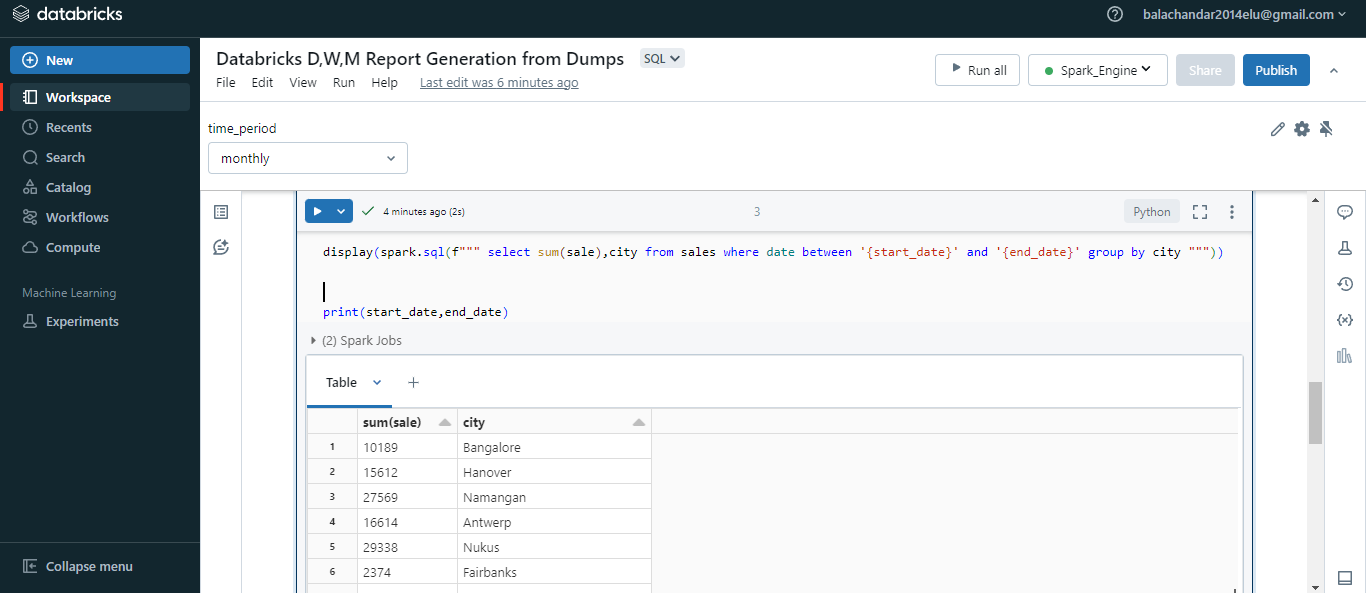 databricks
balachandar2014elu@gmail.com
New
Workspace
Recents
Search
Catalog
Workflows
Compute
Machine Learning
Experiments
Collapse menu
Databricks D,W,M Report Generation from Dumps SQL
File Edit View Run Help Last edit was 6 minutes ago
Run all Spark_Engine Share Publish
time_period
monthly
4 minutes ago (2s) 3 Python
display(spark.sql(f""" select sum(sale),city from sales where date between '{start_date}' and '{end_date}' group by city """))
print(start_date,end_date)
(2) Spark Jobs
Table +
sum(sale) city
1 10189 Bangalore
2 15612 Hanover
3 27569 Namangan
4 16614 Antwerp
5 29338 Nukus
6 2374 Fairbanks